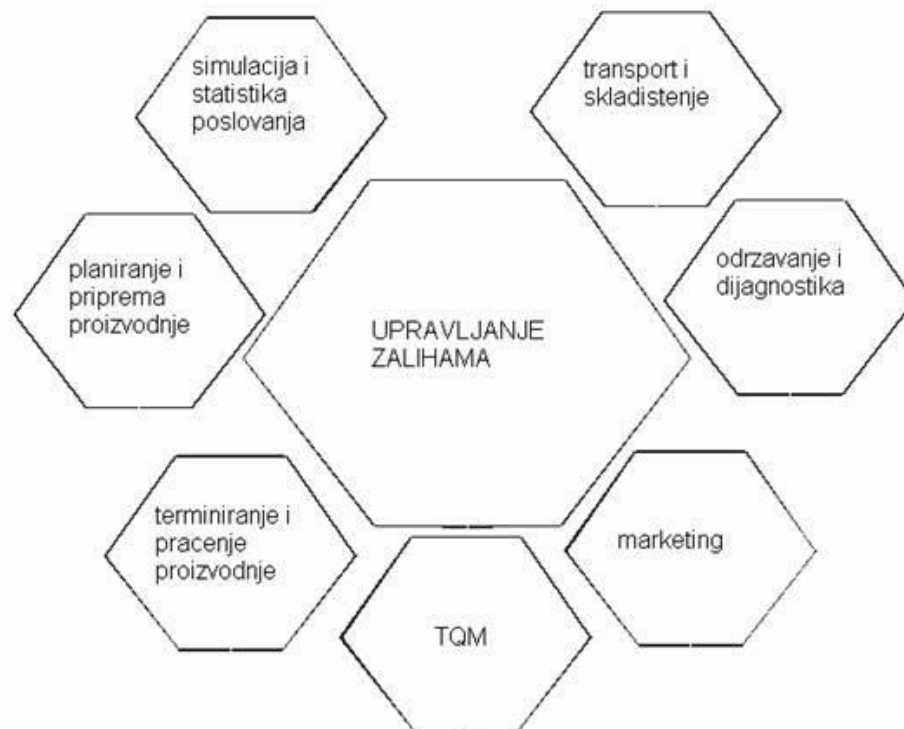 simulacija i
statistika
poslovanja
transport i
skladistenje
planiranje i
priprema
proizvodnje
odrzavanje i
dijagnostika
UPRAVLJANJE
ZALIHAMA
terminiranje i
pracenje
proizvodnje
marketing
TQM